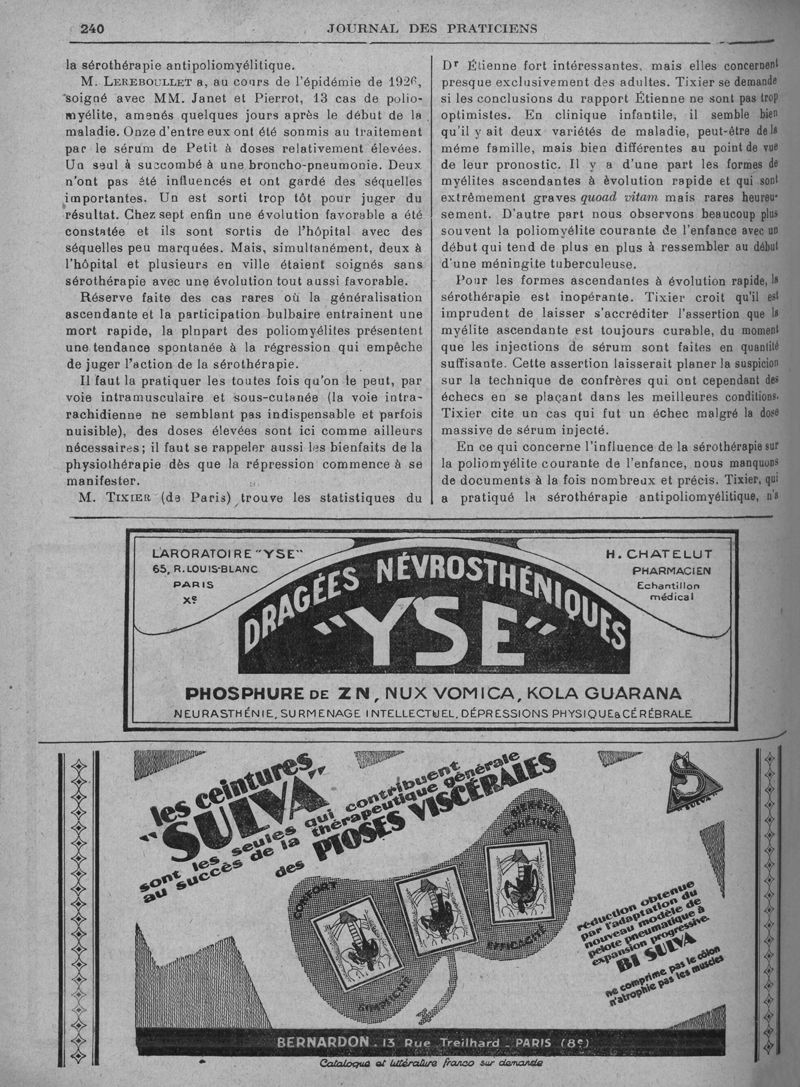 240
JOURNAL DES PRATICIENS
la sérothérapie antipoliomyélitique.
M. LEREBOULLET a, au cours de l'épidémie de 1926,
soigné avec MM. Janet et Pierrot, 13 cas de polio-
myélite, amenés quelques jours après le début de la
maladie. Onze d'entre eux ont été sonmis au traitement
par le sérum de Petit à doses relativement élevées.
Un seul à succombé à une broncho-pneumonie. Deux
n'ont pas été influencés et ont gardé des séquelles
importantes. Un est sorti trop tôt pour juger du
résultat. Chez sept enfin une évolution favorable a été
constatée et ils sont sortis de l'hôpital avec des
séquelles peu marquées. Mais, simultanément, deux à
l'hôpital et plusieurs en ville étaient soignés sans
sérothérapie avec une évolution tout aussi favorable.
Réserve faite des cas rares où la généralisation
ascendante et la participation bulbaire entrainent une
mort rapide, la plnpart des poliomyélites présentent
une tendance spontanée à la régression qui empêche
de juger l'action de la sérothérapie.
Il faut la pratiquer les toutes fois qu'on le peut, par
voie intramusculaire et sous-cutanée (la voie intra-
rachidienne ne semblant pas indispensable et parfois
nuisible), des doses élevées sont ici comme ailleurs
nécessaires; il faut se rappeler aussi les bienfaits de la
physiothérapie dès que la répression commence à se
manifester.
M. TIXIER (de Paris) trouve les statistiques du
Dr Étienne fort intéressantes, mais elles concernent
presque exclusivement des adultes. Tixier se demande
si les conclusions du rapport Étienne ne sont pas trop
optimistes. En clinique infantile, il semble bien
qu'il y ait deux variétés de maladie, peut-être de la
même famille, mais bien différentes au point de vue
de leur pronostic. Il y a d'une part les formes de
myélites ascendantes à évolution rapide et qui sont
extrêmement graves quoad vitam mais rares heureu-
sement. D'autre part nous observons beaucoup plus
souvent la poliomyélite courante de l'enfance avec un
début qui tend de plus en plus à ressembler au début
d'une méningite tuberculeuse.
Pour les formes ascendantes à évolution rapide, la
sérothérapie est inopérante. Tixier croit qu'il est
imprudent de laisser s'accréditer l'assertion que la
myélite ascendante est toujours curable, du moment
que les injections de sérum sont faites en quantité
suffisante. Cette assertion laisserait planer la suspicion
sur la technique de confrères qui ont cependant des
échecs en se plaçant dans les meilleures conditions.
Tixier cite un cas qui fut un échec malgré la dose
massive de sérum injecté.
En ce qui concerne l'influence de la sérothérapie sur
la poliomyélite courante de l'enfance, nous manquons
de documents à la fois nombreux et précis. Tixier, qui
a pratiqué la sérothérapie antipoliomyélitique, n'a
LARORATOIRE "YSE"
65, R. LOUIS-BLANC
PARIS
Xe
H. CHATELUT
PHARMACIEN
Echantillon
médical
DRAGÉES NÉVROSTHÉNIQUES
"YSE"
PHOSPHURE DE ZN, NUX VOMICA, KOLA GUARANA
NEURASTHÉNIE, SURMENAGE INTELLECTUEL, DÉPRESSIONS PHYSIQUE & CÉRÉBRALE
les ceintures
"SULVA"
sont les seules qui contribuent
au succès de la thérapeutique générale
des PTOSES VISCÉRALES
S
SULVA
CONFORT
BIEN-ÊTRE
ESTHÉTIQUE
EFFICACITÉ
SIMPLICITÉ
réduction obtenue
par l'adaptation du
nouveau modèle de
pelote pneumatique à
expansion progressive.
BI SULVA
ne comprime pas le côlon
n'atrophie pas les muscles
BERNARDON . 13 Rue Treilhard _ PARIS (8e)
Catalogue et littérature franco sur demande